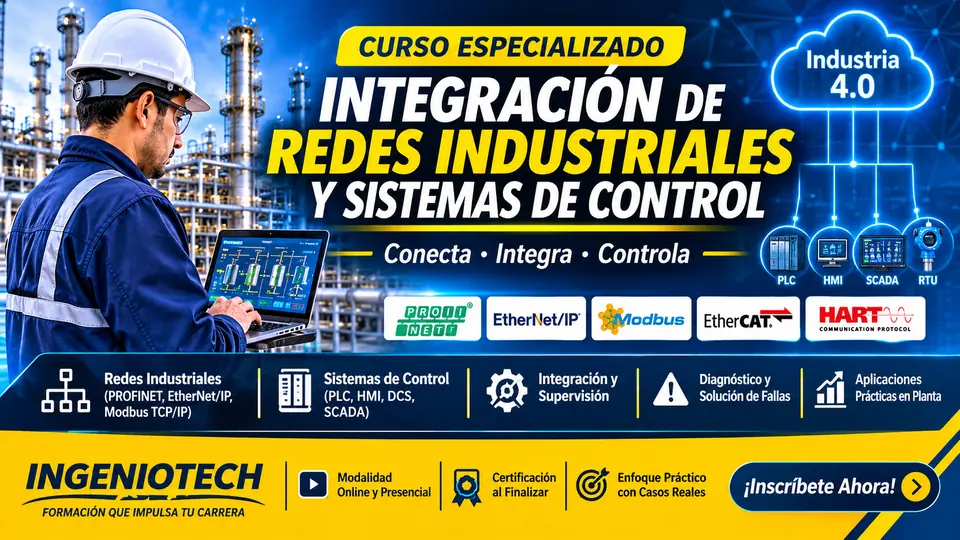 CURSO ESPECIALIZADO
INTEGRACIÓN DE
REDES INDUSTRIALES
Y SISTEMAS DE CONTROL
Conecta · Integra · Controla
Industria
4.0
PLC
HMI
SCADA
RTU
PROFI
NET
EtherNet/IP
Modbus
EtherCAT
HART
COMMUNICATION PROTOCOL
Redes Industriales
(PROFINET, EtherNet/IP,
Modbus TCP/IP)
Sistemas de Control
(PLC, HMI, DCS,
SCADA)
Integración y
Supervisión
Diagnóstico y
Solución de Fallas
Aplicaciones
Prácticas en Planta
INGENIOTECH
FORMACIÓN QUE IMPULSA TU CARRERA
Modalidad
Online y Presencial
Certificación
al Finalizar
Enfoque Práctico
con Casos Reales
¡Inscríbete Ahora!